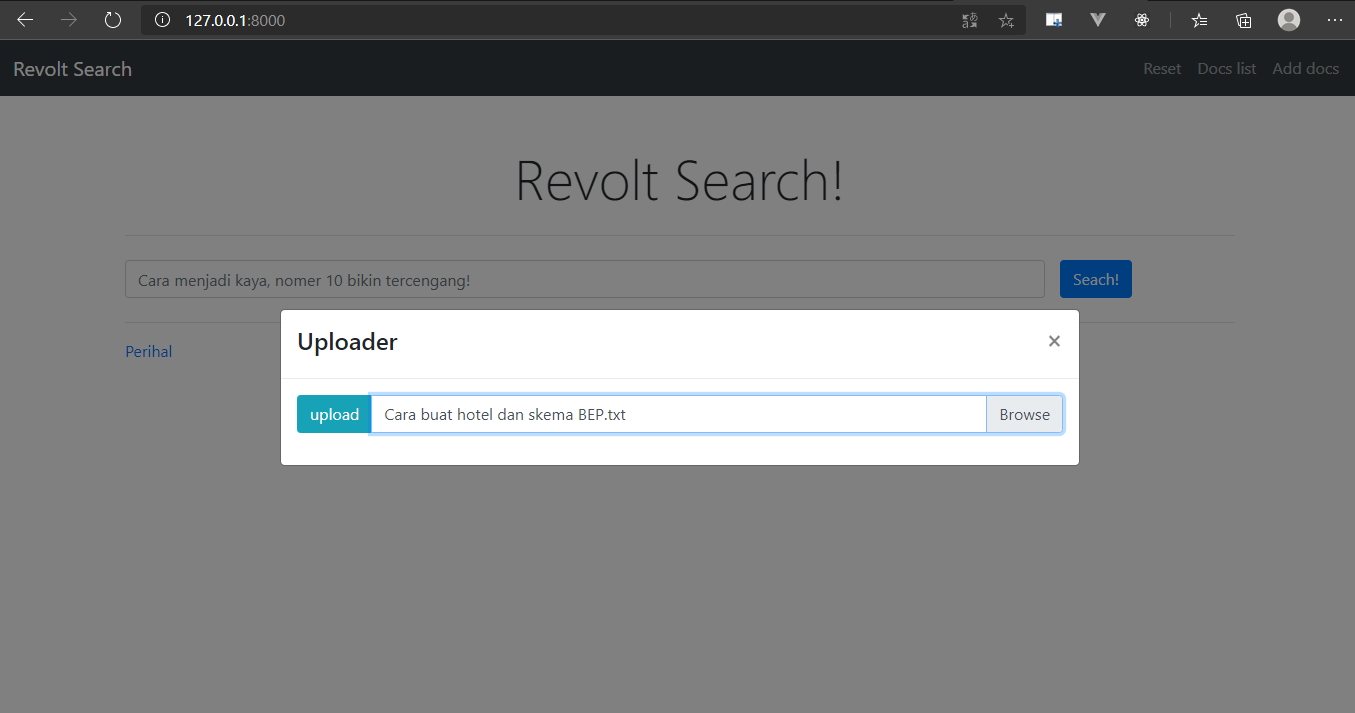 127.0.0.1:8000
Revolt Search Reset Docs list Add docs
Revolt Search!
Cara menjadi kaya, nomer 10 bikin tercengang! Seach!
Perihal
Uploader ×
upload Cara buat hotel dan skema BEP.txt Browse